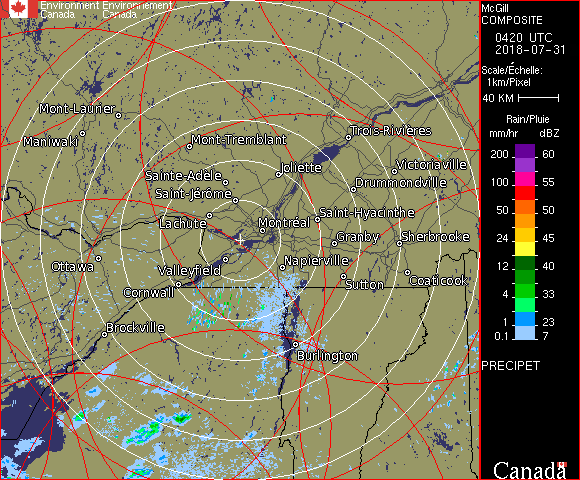 Environment Environnement
Canada Canada
McGill
COMPOSITE
0420 UTC
2018-07-31
Scale/Échelle:
1km/Pixel
40 KM
Rain/Pluie
mm/hr dBZ
200 60
100 55
85 50
50 45
24 40
12 40
4 33
1 23
0.1 7
PRECIPET
Canada
Mont-Laurier
Maniwaki
Mont-Tremblant
Trois-Rivières
Joliette
Victoriaville
Sainte-Adèle
Drummondville
Saint-Jérôme
Lachute
Saint-Hyacinthe
Montréal
Granby
Sherbrooke
Ottawa
Valleyfield
Napierville
Cornwall
Sutton
Coaticook
Brockville
Burlington